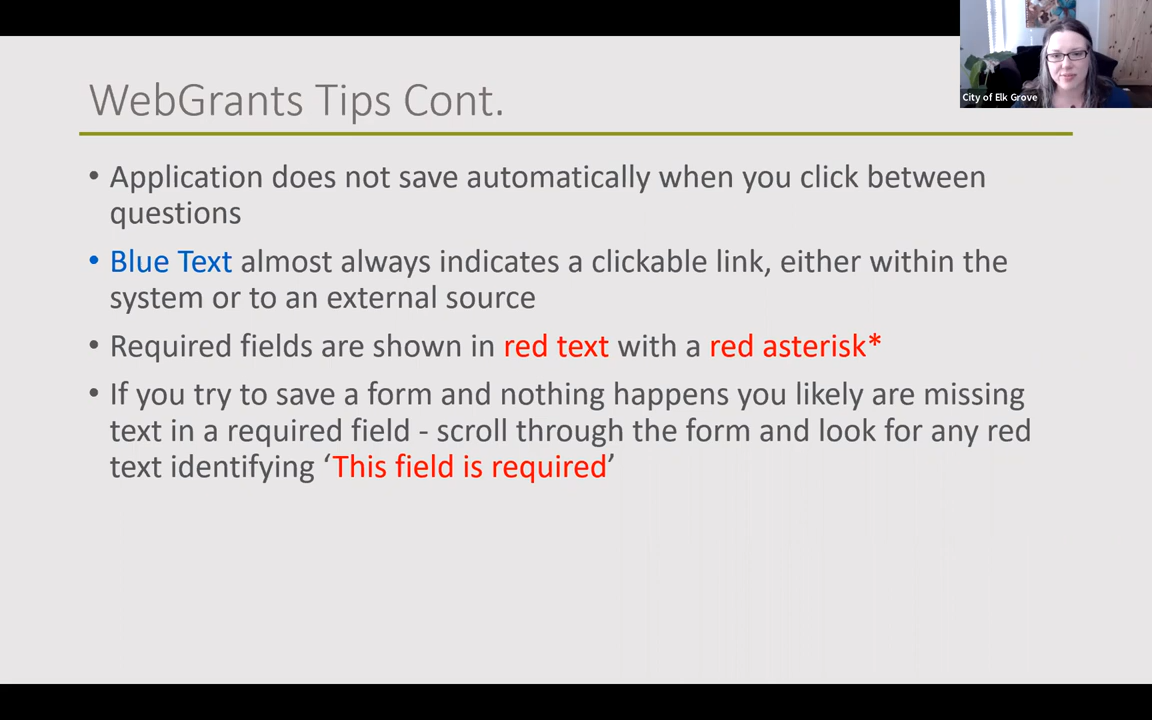 City of Elk Grove
WebGrants Tips Cont.
• Application does not save automatically when you click between
questions
• Blue Text almost always indicates a clickable link, either within the
system or to an external source
• Required fields are shown in red text with a red asterisk*
• If you try to save a form and nothing happens you likely are missing
text in a required field - scroll through the form and look for any red
text identifying ‘This field is required’